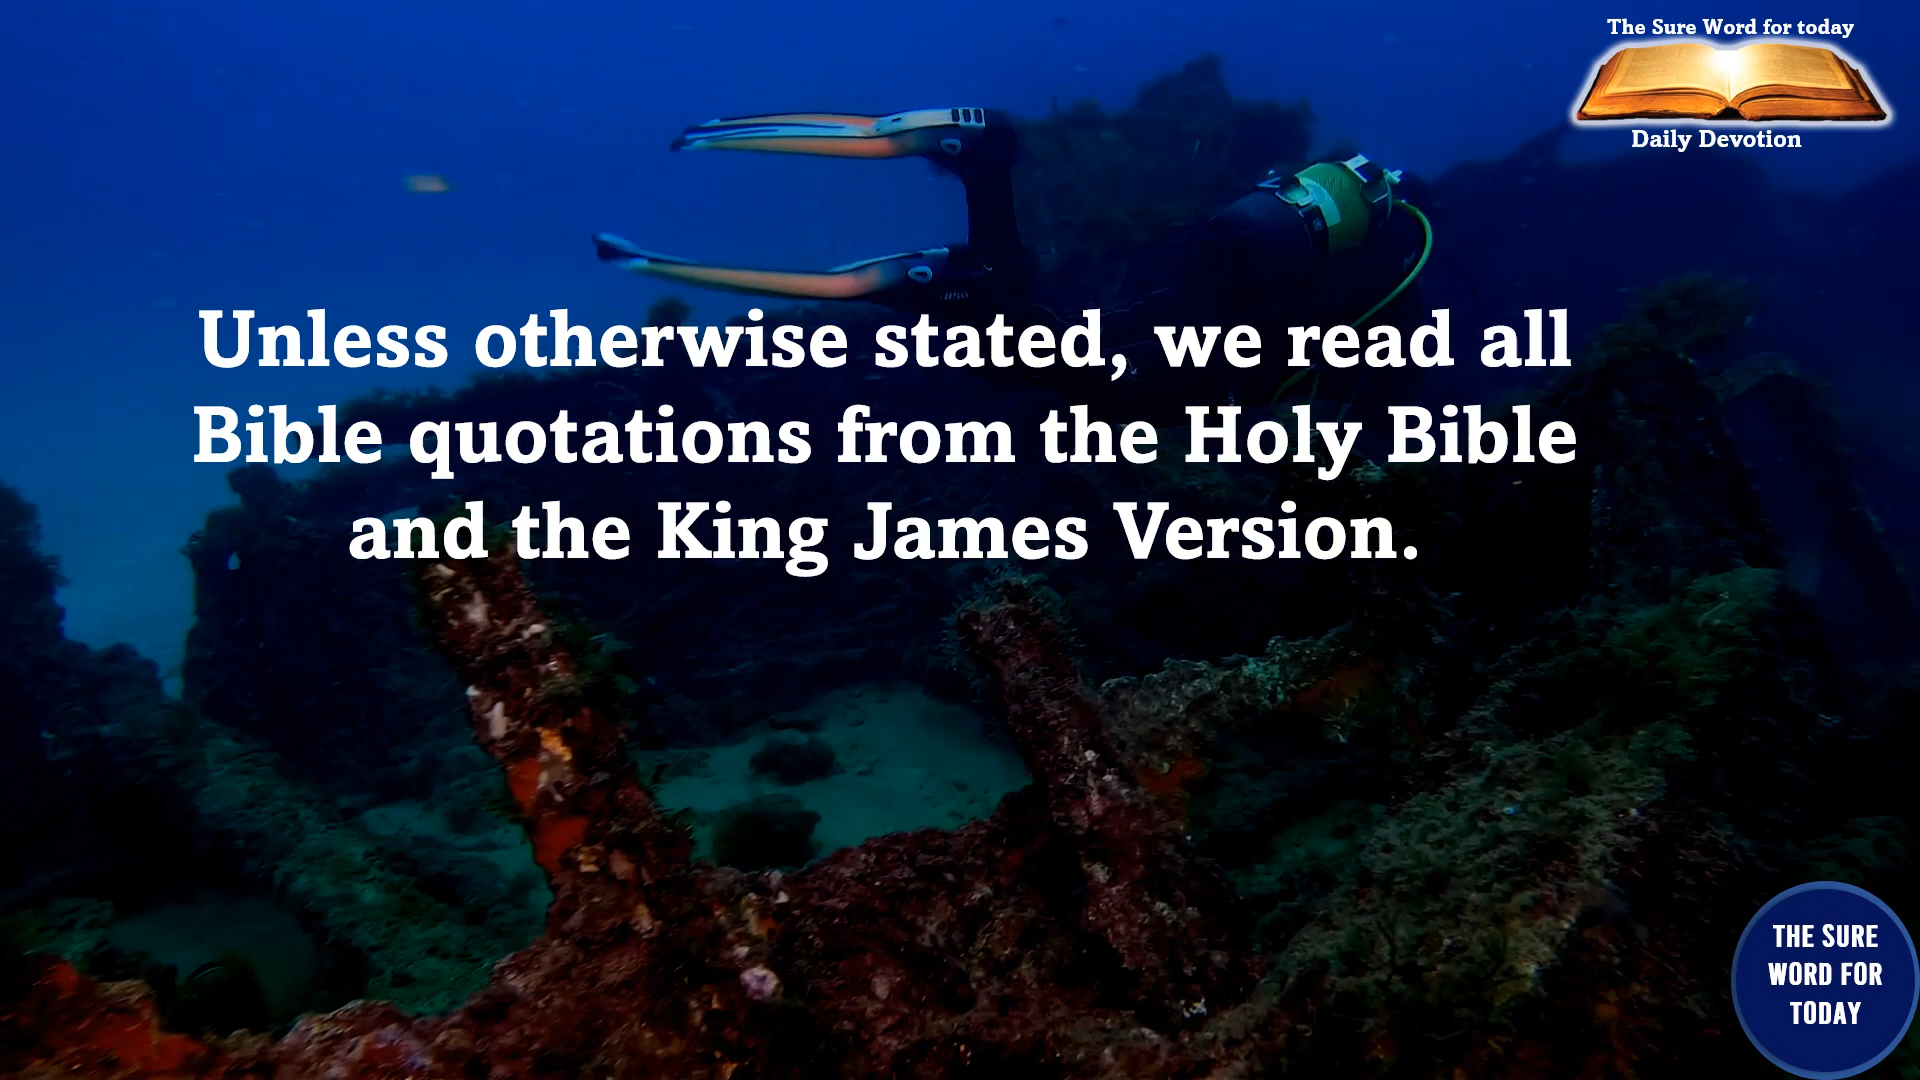 The Sure Word for today
Daily Devotion
Unless otherwise stated, we read all
Bible quotations from the Holy Bible
and the King James Version.
THE SURE
WORD FOR
TODAY